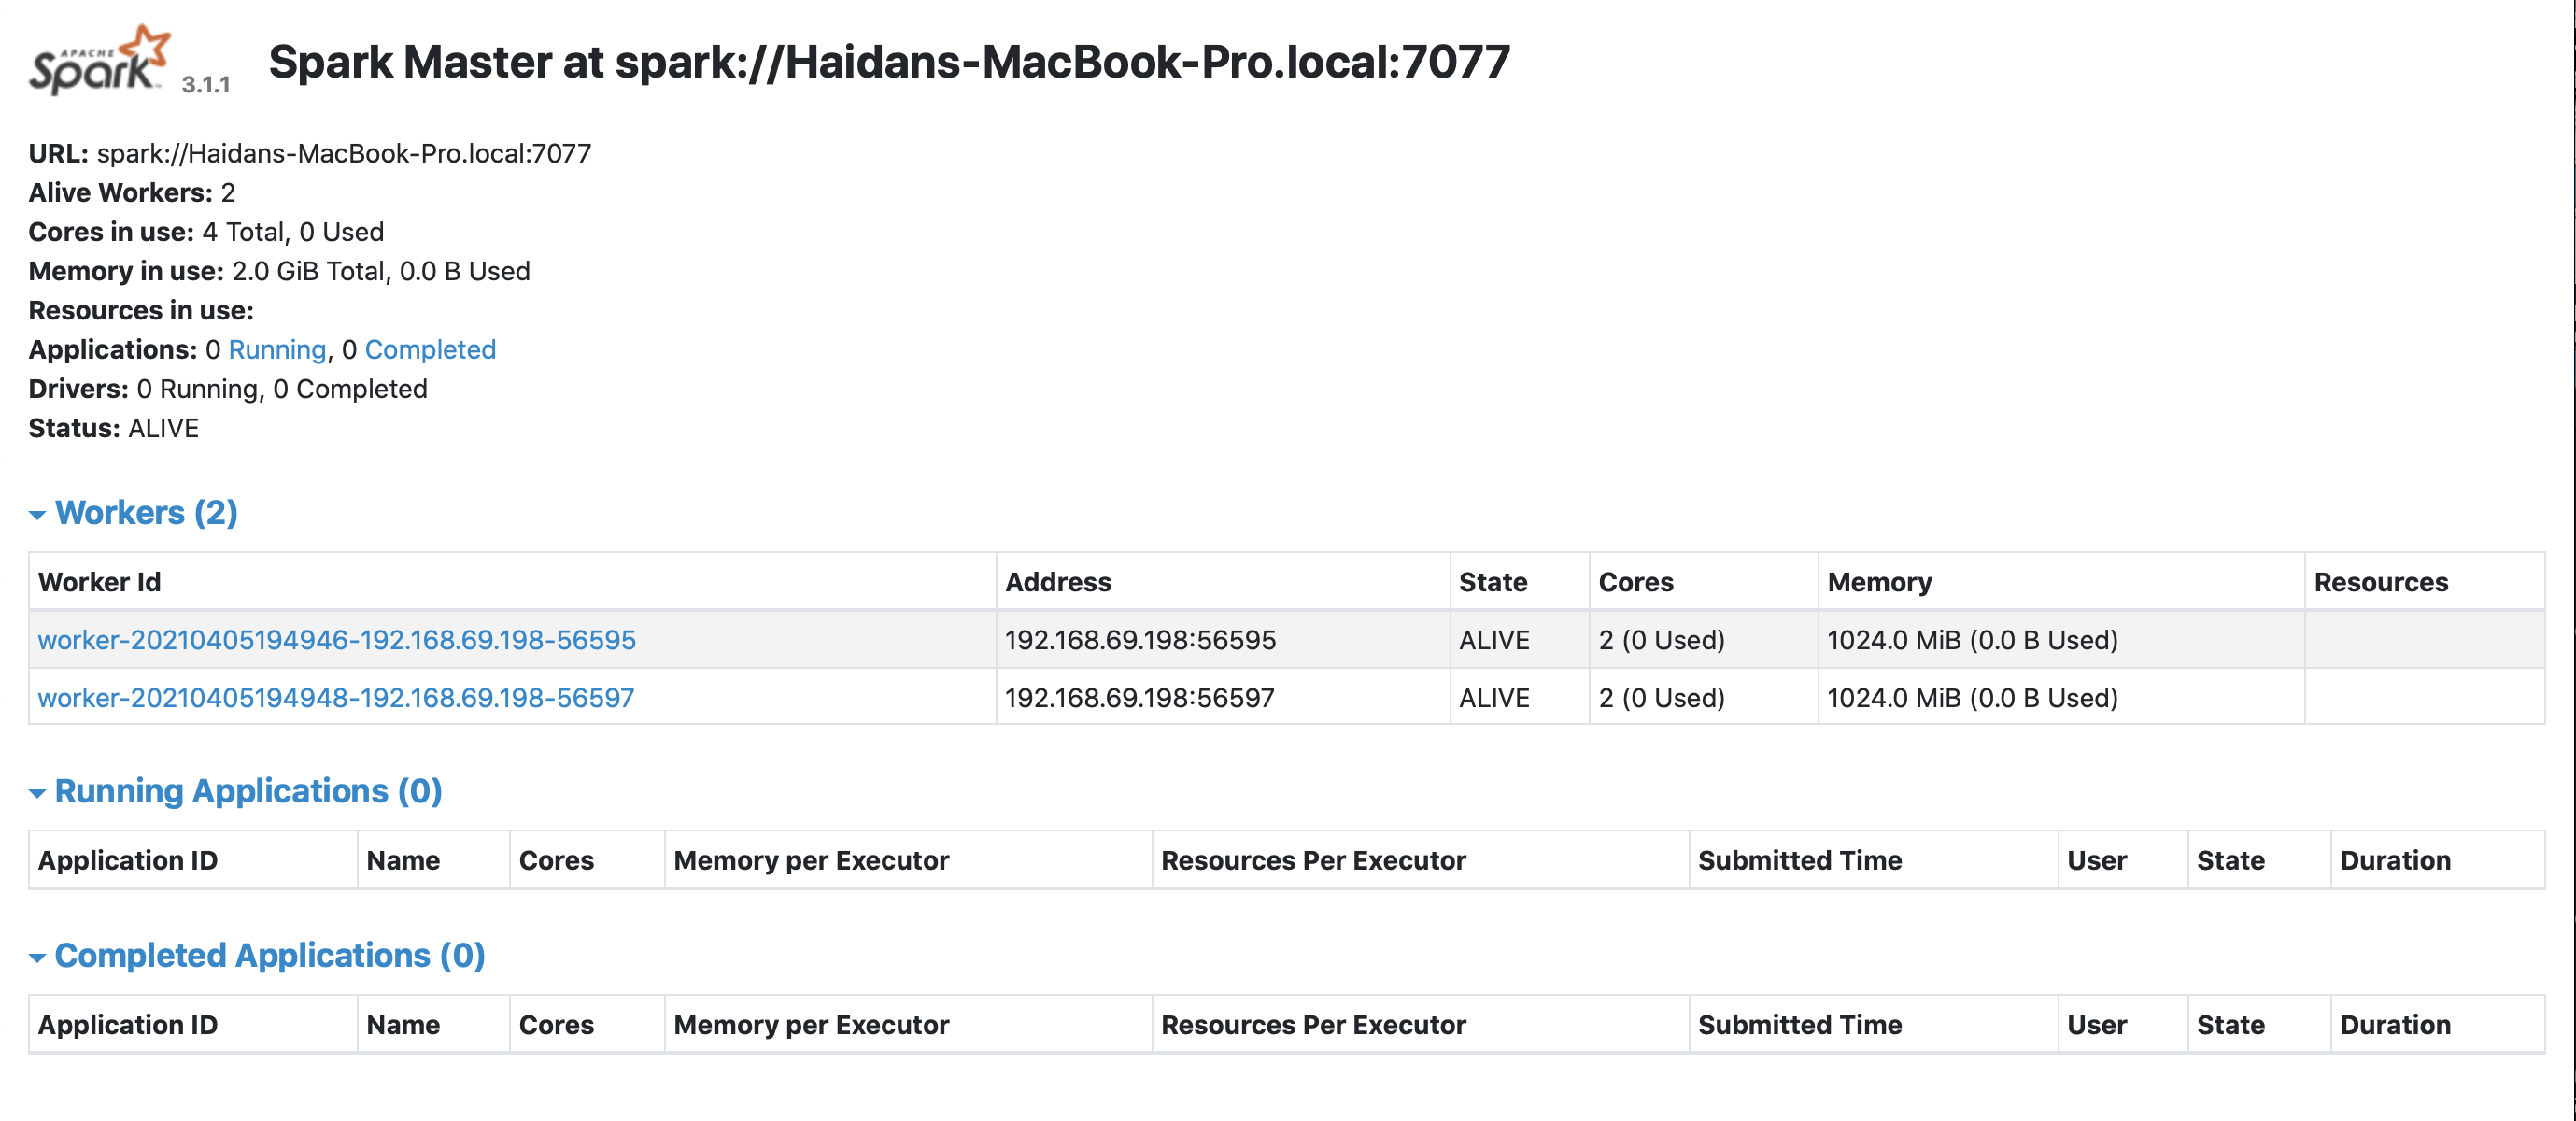 APACHE
Spark™ 3.1.1 Spark Master at spark://Haidans-MacBook-Pro.local:7077
URL: spark://Haidans-MacBook-Pro.local:7077
Alive Workers: 2
Cores in use: 4 Total, 0 Used
Memory in use: 2.0 GiB Total, 0.0 B Used
Resources in use:
Applications: 0 Running, 0 Completed
Drivers: 0 Running, 0 Completed
Status: ALIVE
Workers (2)
Worker Id Address State Cores Memory Resources
worker-20210405194946-192.168.69.198-56595 192.168.69.198:56595 ALIVE 2 (0 Used) 1024.0 MiB (0.0 B Used)
worker-20210405194948-192.168.69.198-56597 192.168.69.198:56597 ALIVE 2 (0 Used) 1024.0 MiB (0.0 B Used)
Running Applications (0)
Application ID Name Cores Memory per Executor Resources Per Executor Submitted Time User State Duration
Completed Applications (0)
Application ID Name Cores Memory per Executor Resources Per Executor Submitted Time User State Duration